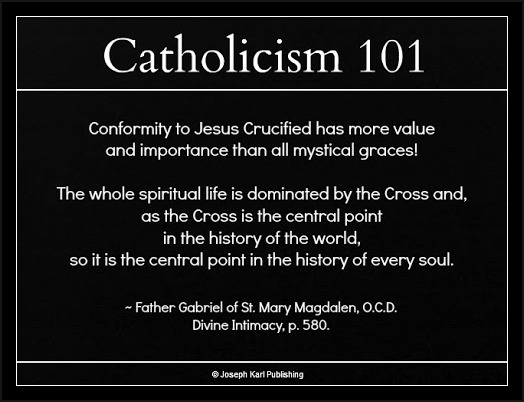 Catholicism 101
Conformity to Jesus Crucified has more value
and importance than all mystical graces!
The whole spiritual life is dominated by the Cross and,
as the Cross is the central point
in the history of the world,
so it is the central point in the history of every soul.
~ Father Gabriel of St. Mary Magdalen, O.C.D.
Divine Intimacy, p. 580.
© Joseph Karl Publishing